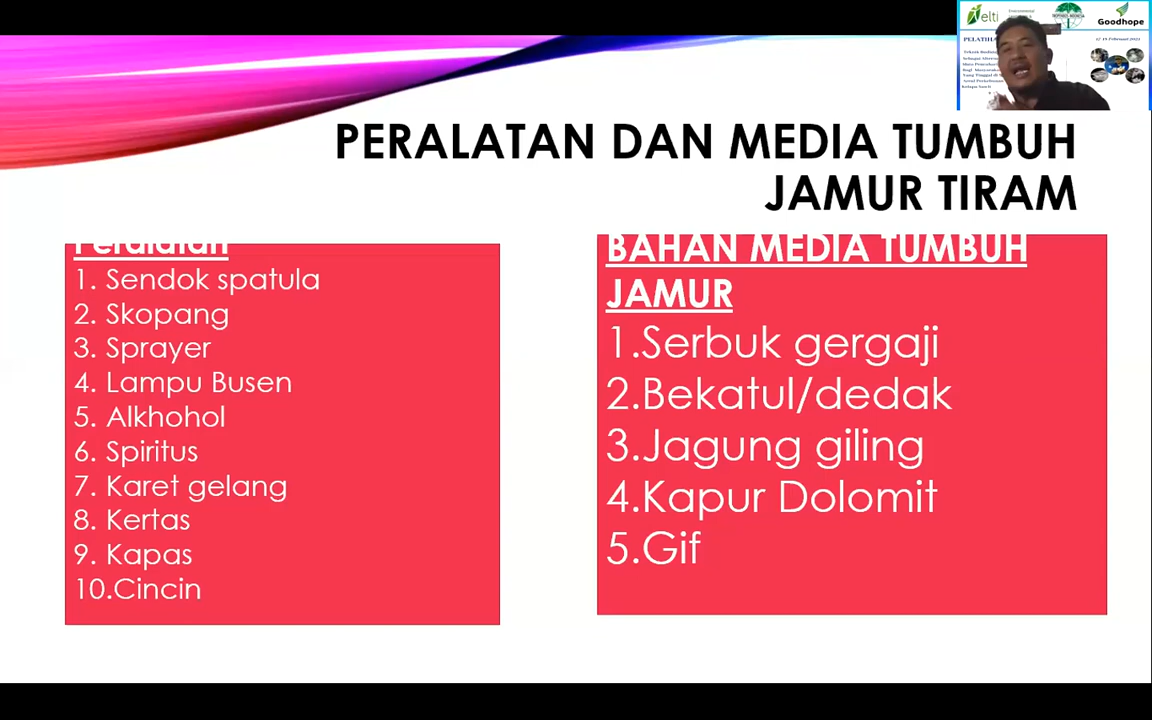 elti
Goodhope
PERALATAN DAN MEDIA TUMBUH
JAMUR TIRAM
Peralatan
1. Sendok spatula
2. Skopang
3. Sprayer
4. Lampu Busen
5. Alkhohol
6. Spiritus
7. Karet gelang
8. Kertas
9. Kapas
10.Cincin
BAHAN MEDIA TUMBUH
JAMUR
1.Serbuk gergaji
2.Bekatul/dedak
3.Jagung giling
4.Kapur Dolomit
5.Gif